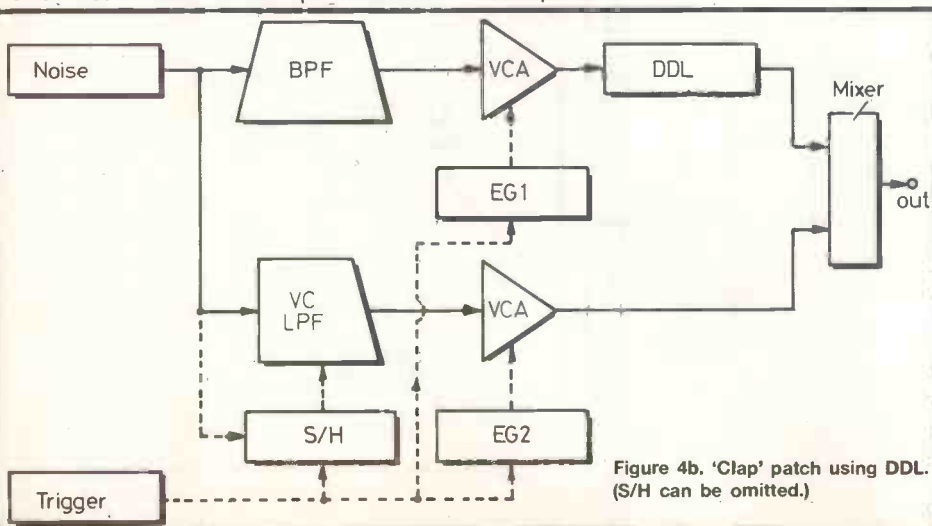 Noise
BPF
VCA
DDL
Mixer
EG1
out
VC
LPF
VCA
S/H
EG2
Trigger
Figure 4b. 'Clap' patch using DDL.
(S/H can be omitted.)